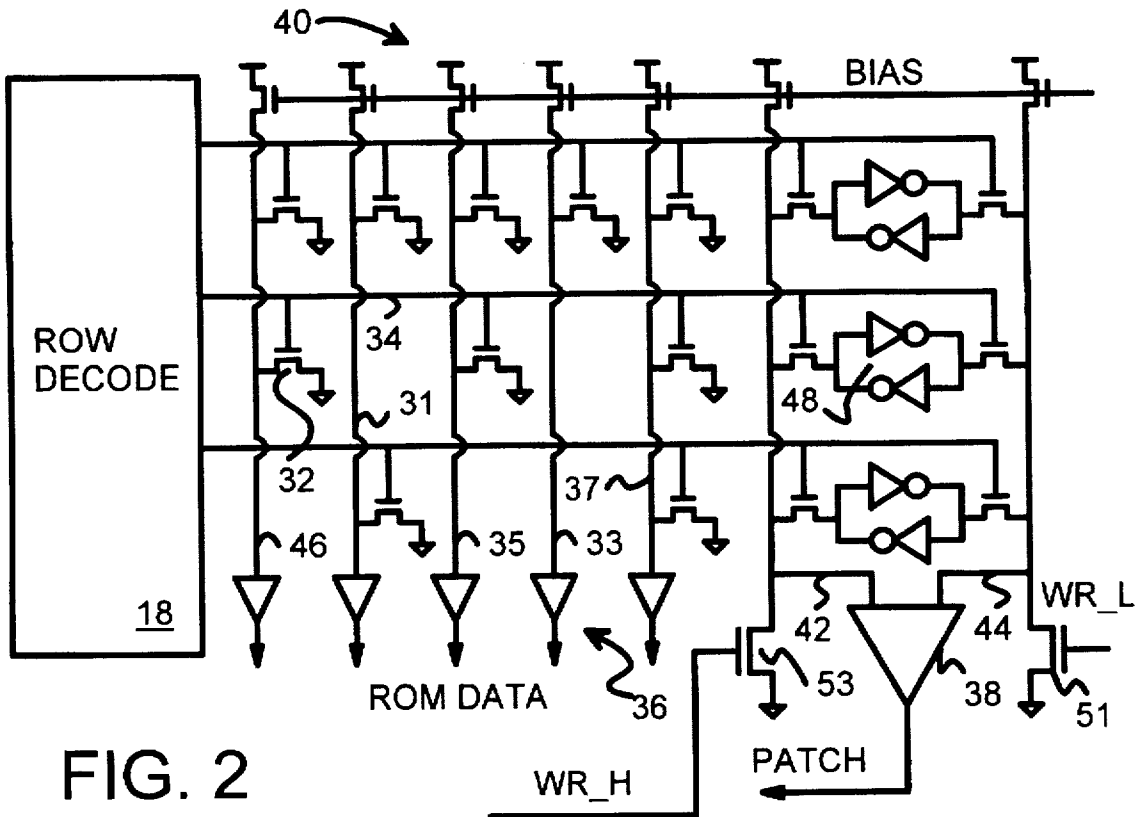 40
BIAS
ROW
DECODE
34
31
48
32
37
46
35
33
WR_L
18
42
44
53
38
51
ROM DATA
36
FIG. 2
PATCH
WR_H